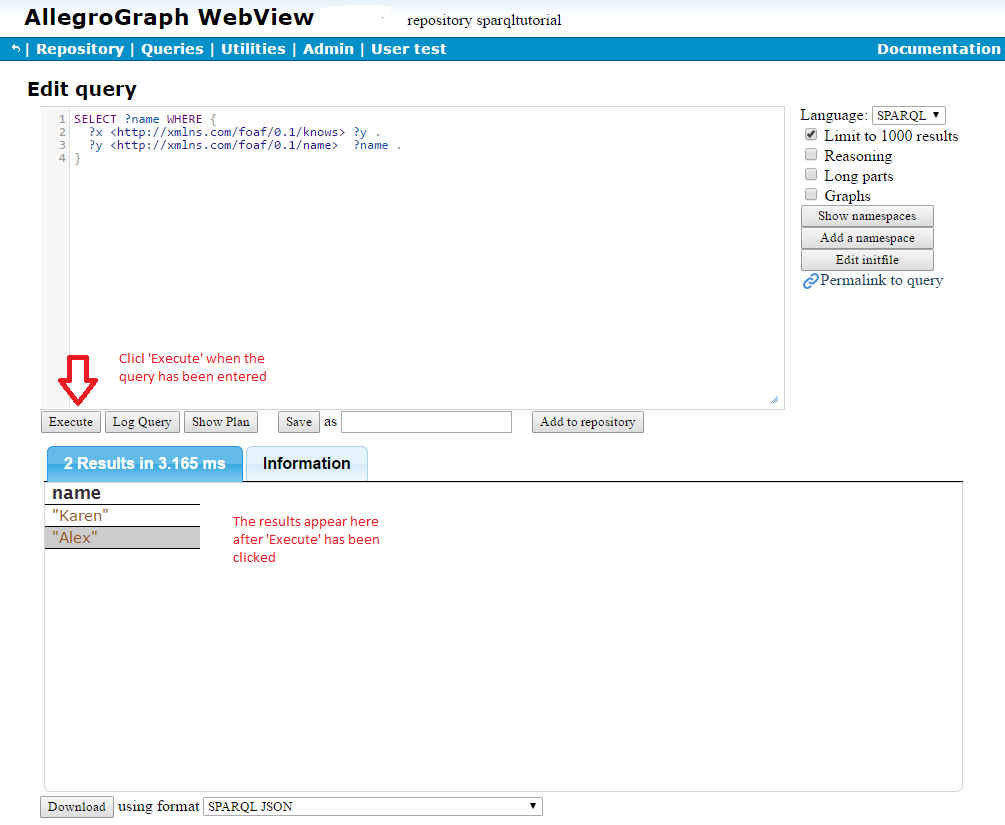 AllegroGraph WebView repository sparqltutorial
| Repository | Queries | Utilities | Admin | User test Documentation
Edit query
1 SELECT ?name WHERE {
2 ?x <http://xmlns.com/foaf/0.1/knows> ?y .
3 ?y <http://xmlns.com/foaf/0.1/name> ?name .
4 }
Language: SPARQL
Limit to 1000 results
Reasoning
Long parts
Graphs
Show namespaces
Add a namespace
Edit initfile
Permalink to query
Clicl 'Execute' when the
query has been entered
Execute Log Query Show Plan Save as Add to repository
2 Results in 3.165 ms Information
name
"Karen"
"Alex"
The results appear here
after 'Execute' has been
clicked
Download using format SPARQL JSON